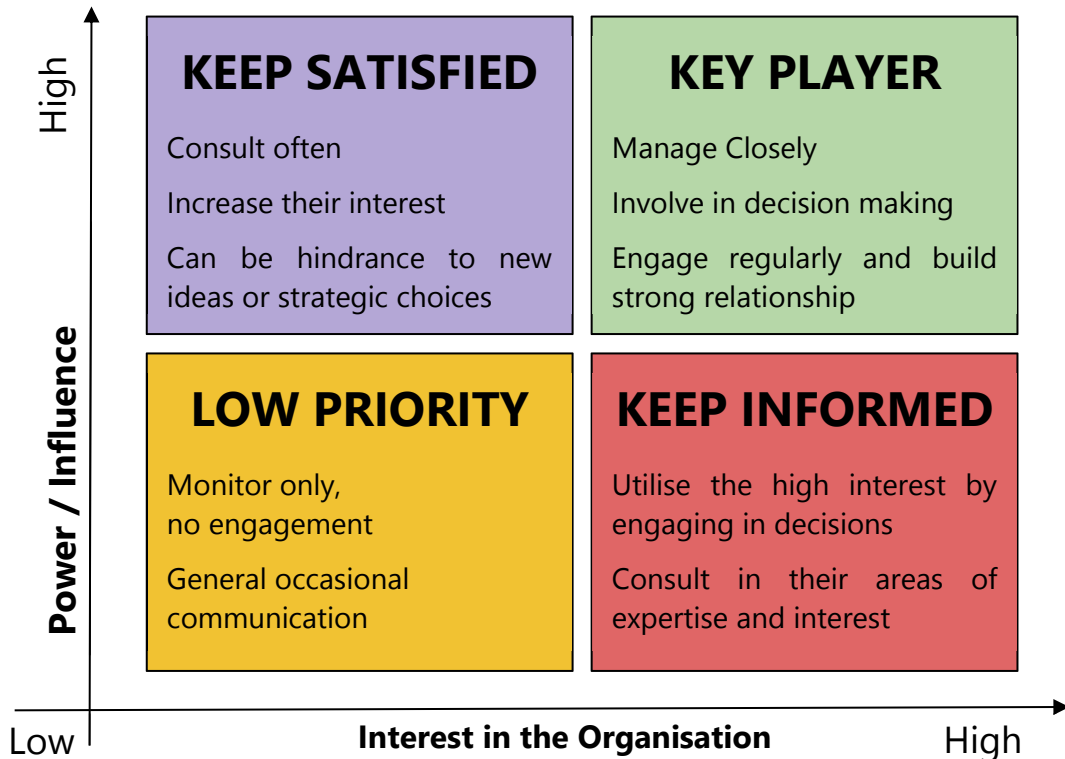 High
Power / Influence
KEEP SATISFIED
Consult often
Increase their interest
Can be hindrance to new
ideas or strategic choices
KEY PLAYER
Manage Closely
Involve in decision making
Engage regularly and build
strong relationship
LOW PRIORITY
Monitor only,
no engagement
General occasional
communication
KEEP INFORMED
Utilise the high interest by
engaging in decisions
Consult in their areas of
expertise and interest
Low
Interest in the Organisation
High